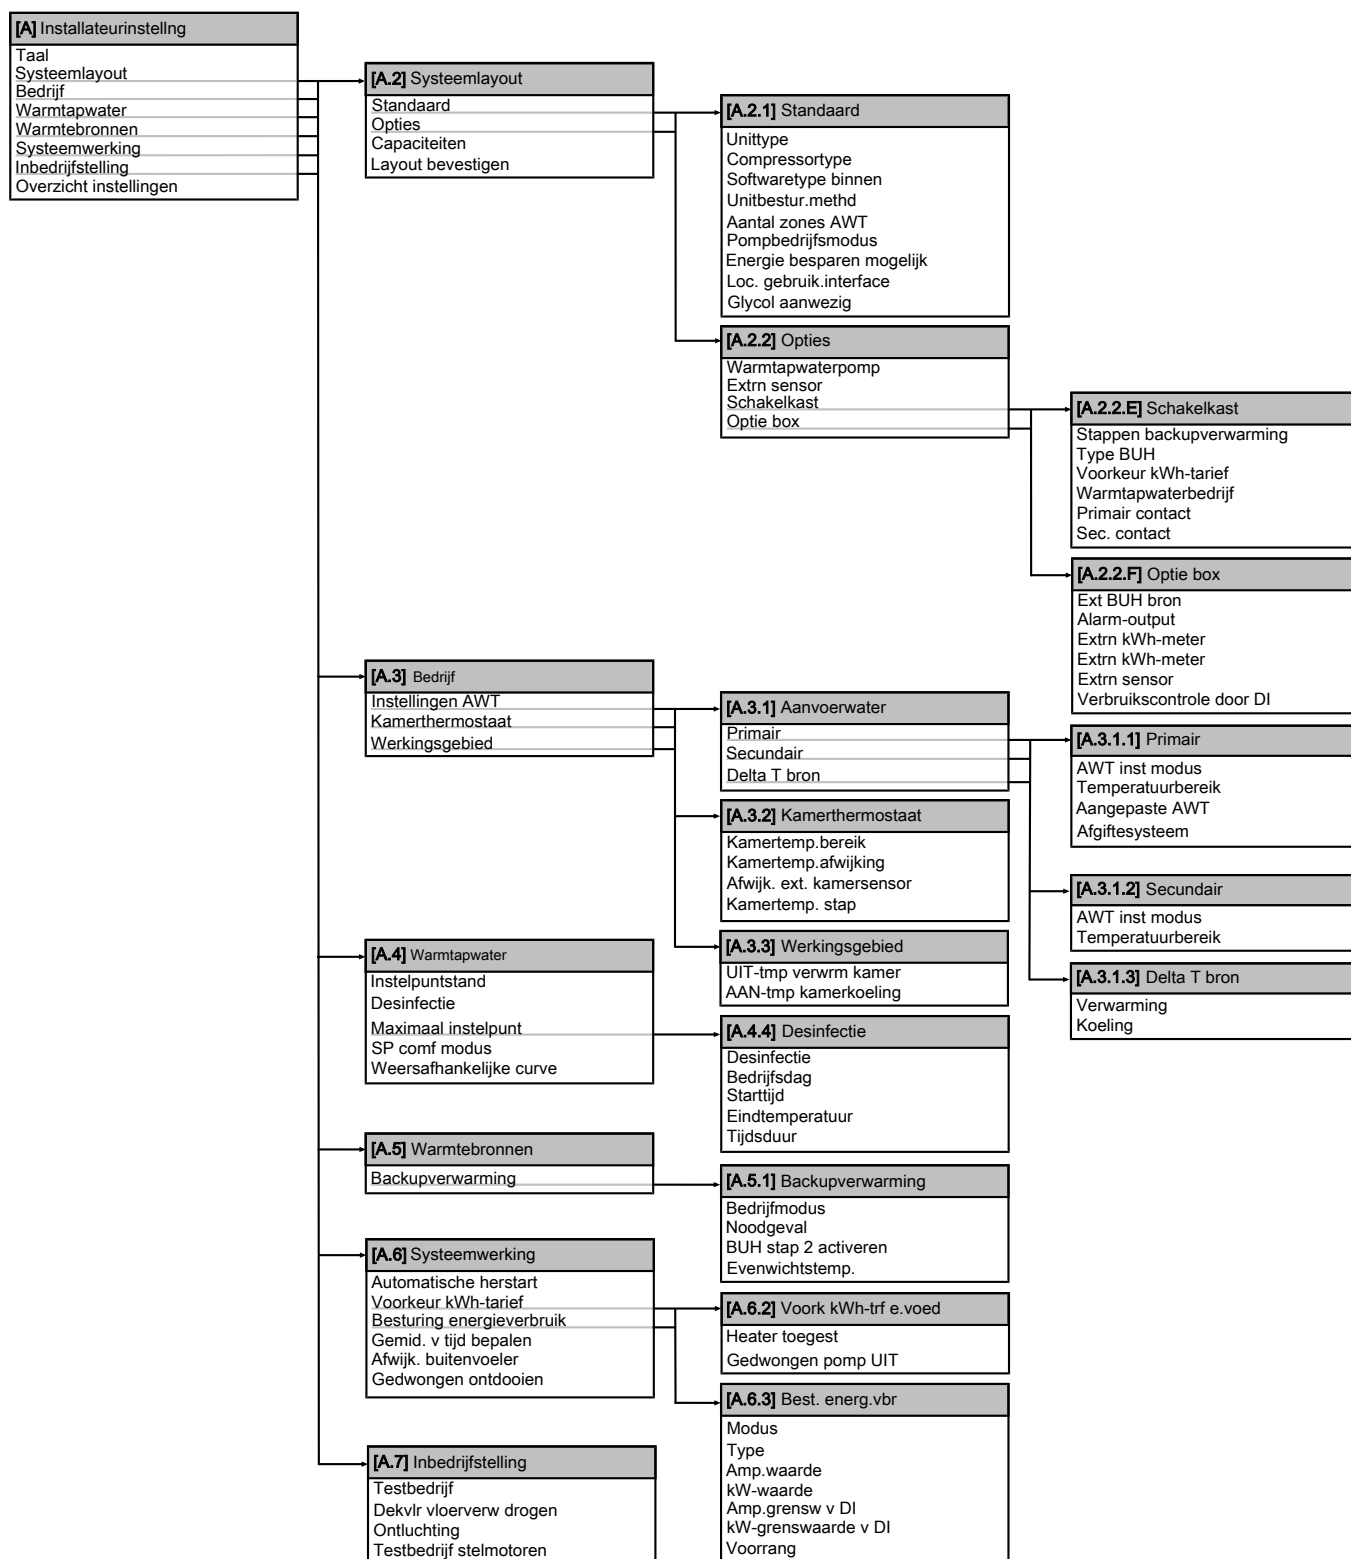 [A] Installateurinstellng
Taal
Systeemlayout
Bedrijf
Warmtapwater
Warmtebronnen
Systeemwerking
Inbedrijfstelling
Overzicht instellingen
[A.2] Systeemlayout
Standaard
Opties
Capaciteiten
Layout bevestigen
[A.2.1] Standaard
Unittype
Compressortype
Softwaretype binnen
Unitbestur.methd
Aantal zones AWT
Pompbedrijfsmodus
Energie besparen mogelijk
Loc. gebruik.interface
Glycol aanwezig
[A.2.2] Opties
Warmtapwaterpomp
Extrn sensor
Schakelkast
Optie box
[A.2.2.E] Schakelkast
Stappen backupverwarming
Type BUH
Voorkeur kWh-tarief
Warmtapwaterbedrijf
Primair contact
Sec. contact
[A.2.2.F] Optie box
Ext BUH bron
Alarm-output
Extrn kWh-meter
Extrn kWh-meter
Extrn sensor
Verbruikscontrole door DI
[A.3] Bedrijf
Instellingen AWT
Kamerthermostaat
Werkingsgebied
[A.3.1] Aanvoerwater
Primair
Secundair
Delta T bron
[A.3.1.1] Primair
AWT inst modus
Temperatuurbereik
Aangepaste AWT
Afgiftesysteem
[A.3.2] Kamerthermostaat
Kamertemp.bereik
Kamertemp.afwijking
Afwijk. ext. kamersensor
Kamertemp. stap
[A.3.1.2] Secundair
AWT inst modus
Temperatuurbereik
[A.3.3] Werkingsgebied
UIT-tmp verwrm kamer
AAN-tmp kamerkoeling
[A.3.1.3] Delta T bron
Verwarming
Koeling
[A.4] Warmtapwater
Instelpuntstand
Desinfectie
Maximaal instelpunt
SP comf modus
Weersafhankelijke curve
[A.4.4] Desinfectie
Desinfectie
Bedrijfsdag
Starttijd
Eindtemperatuur
Tijdsduur
[A.5] Warmtebronnen
Backupverwarming
[A.5.1] Backupverwarming
Bedrijfmodus
Noodgeval
BUH stap 2 activeren
Evenwichtstemp.
[A.6] Systeemwerking
Automatische herstart
Voorkeur kWh-tarief
Besturing energieverbruik
Gemid. v tijd bepalen
Afwijk. buitenvoeler
Gedwongen ontdooien
[A.6.2] Voork kWh-trf e.voed
Heater toegest
Gedwongen pomp UIT
[A.6.3] Best. energ.vbr
Modus
Type
Amp.waarde
kW-waarde
Amp.grensw v DI
kW-grenswaarde v DI
Voorrang
[A.7] Inbedrijfstelling
Testbedrijf
Dekvlr vloerverw drogen
Ontluchting
Testbedrijf stelmotoren